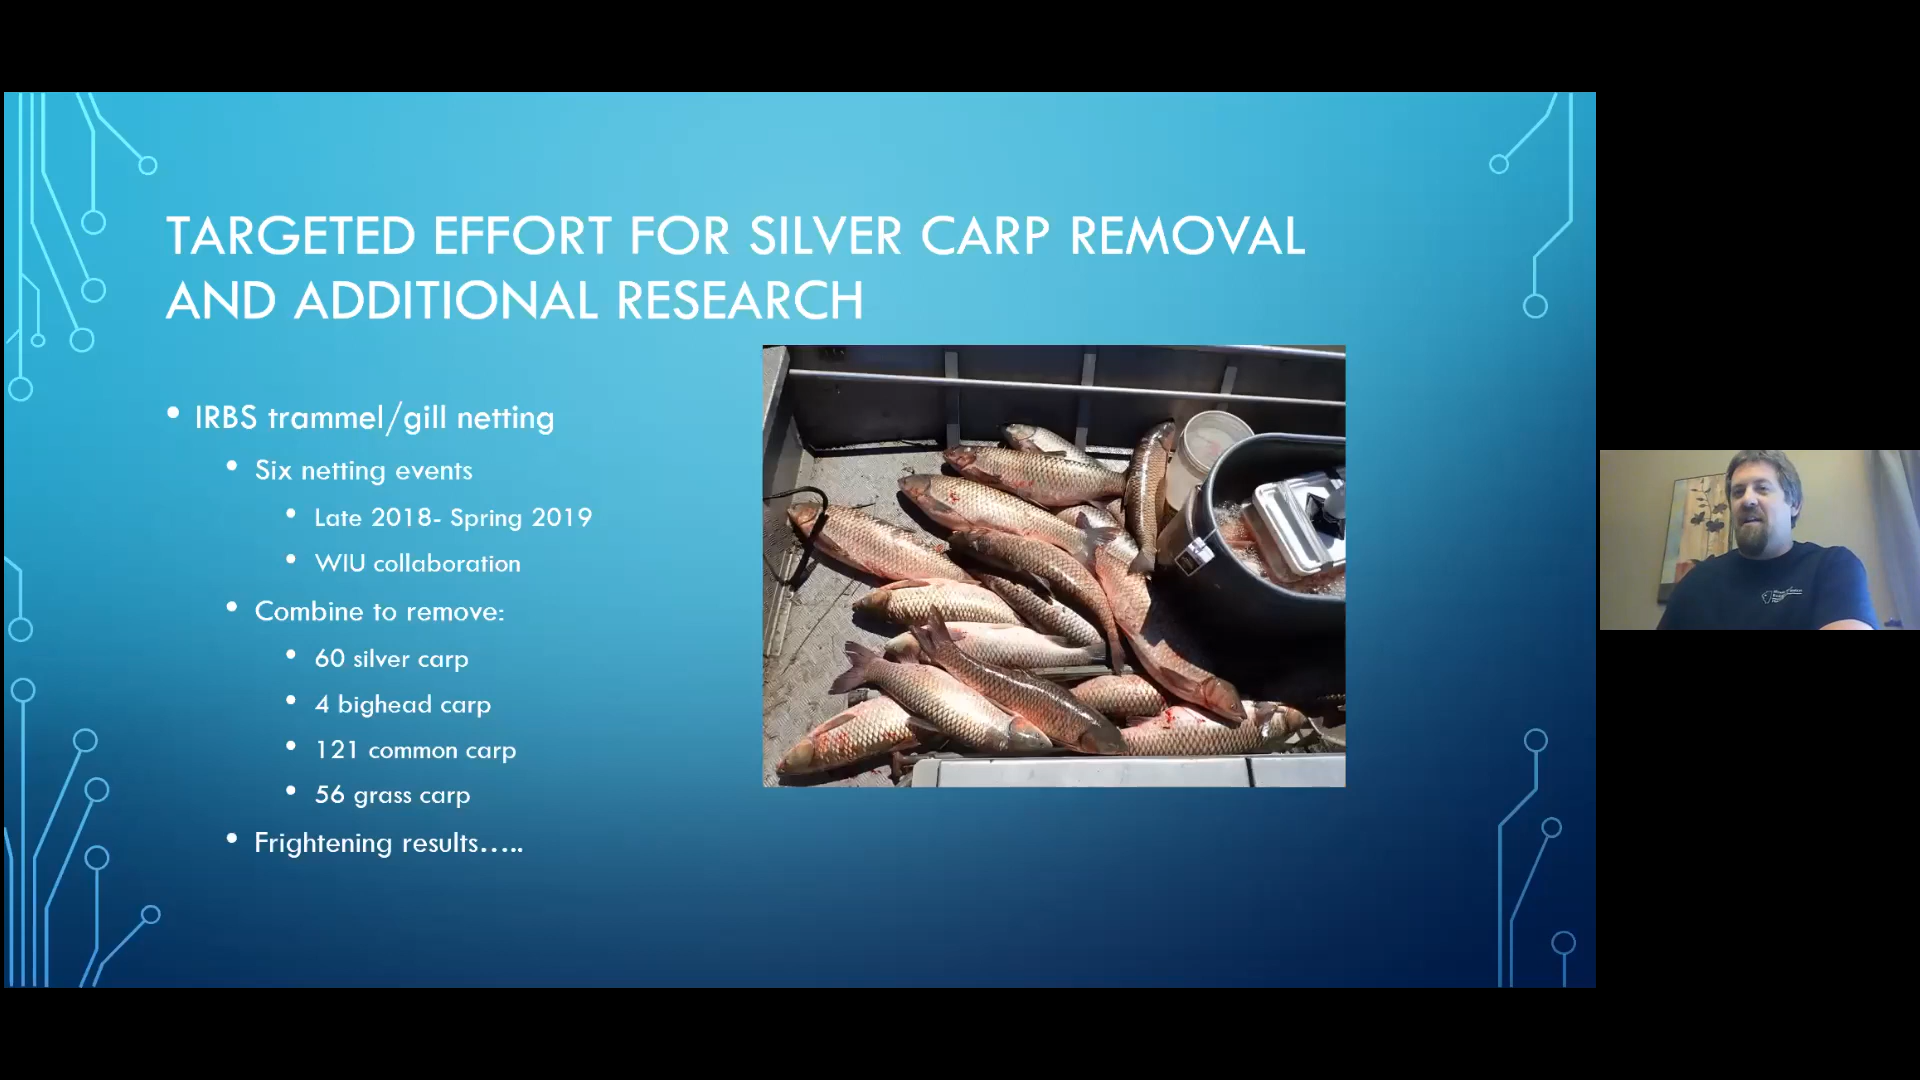 TARGETED EFFORT FOR SILVER CARP REMOVAL
AND ADDITIONAL RESEARCH
• IRBS trammel/gill netting
• Six netting events
• Late 2018- Spring 2019
• WIU collaboration
• Combine to remove:
• 60 silver carp
• 4 bighead carp
• 121 common carp
• 56 grass carp
• Frightening results…..